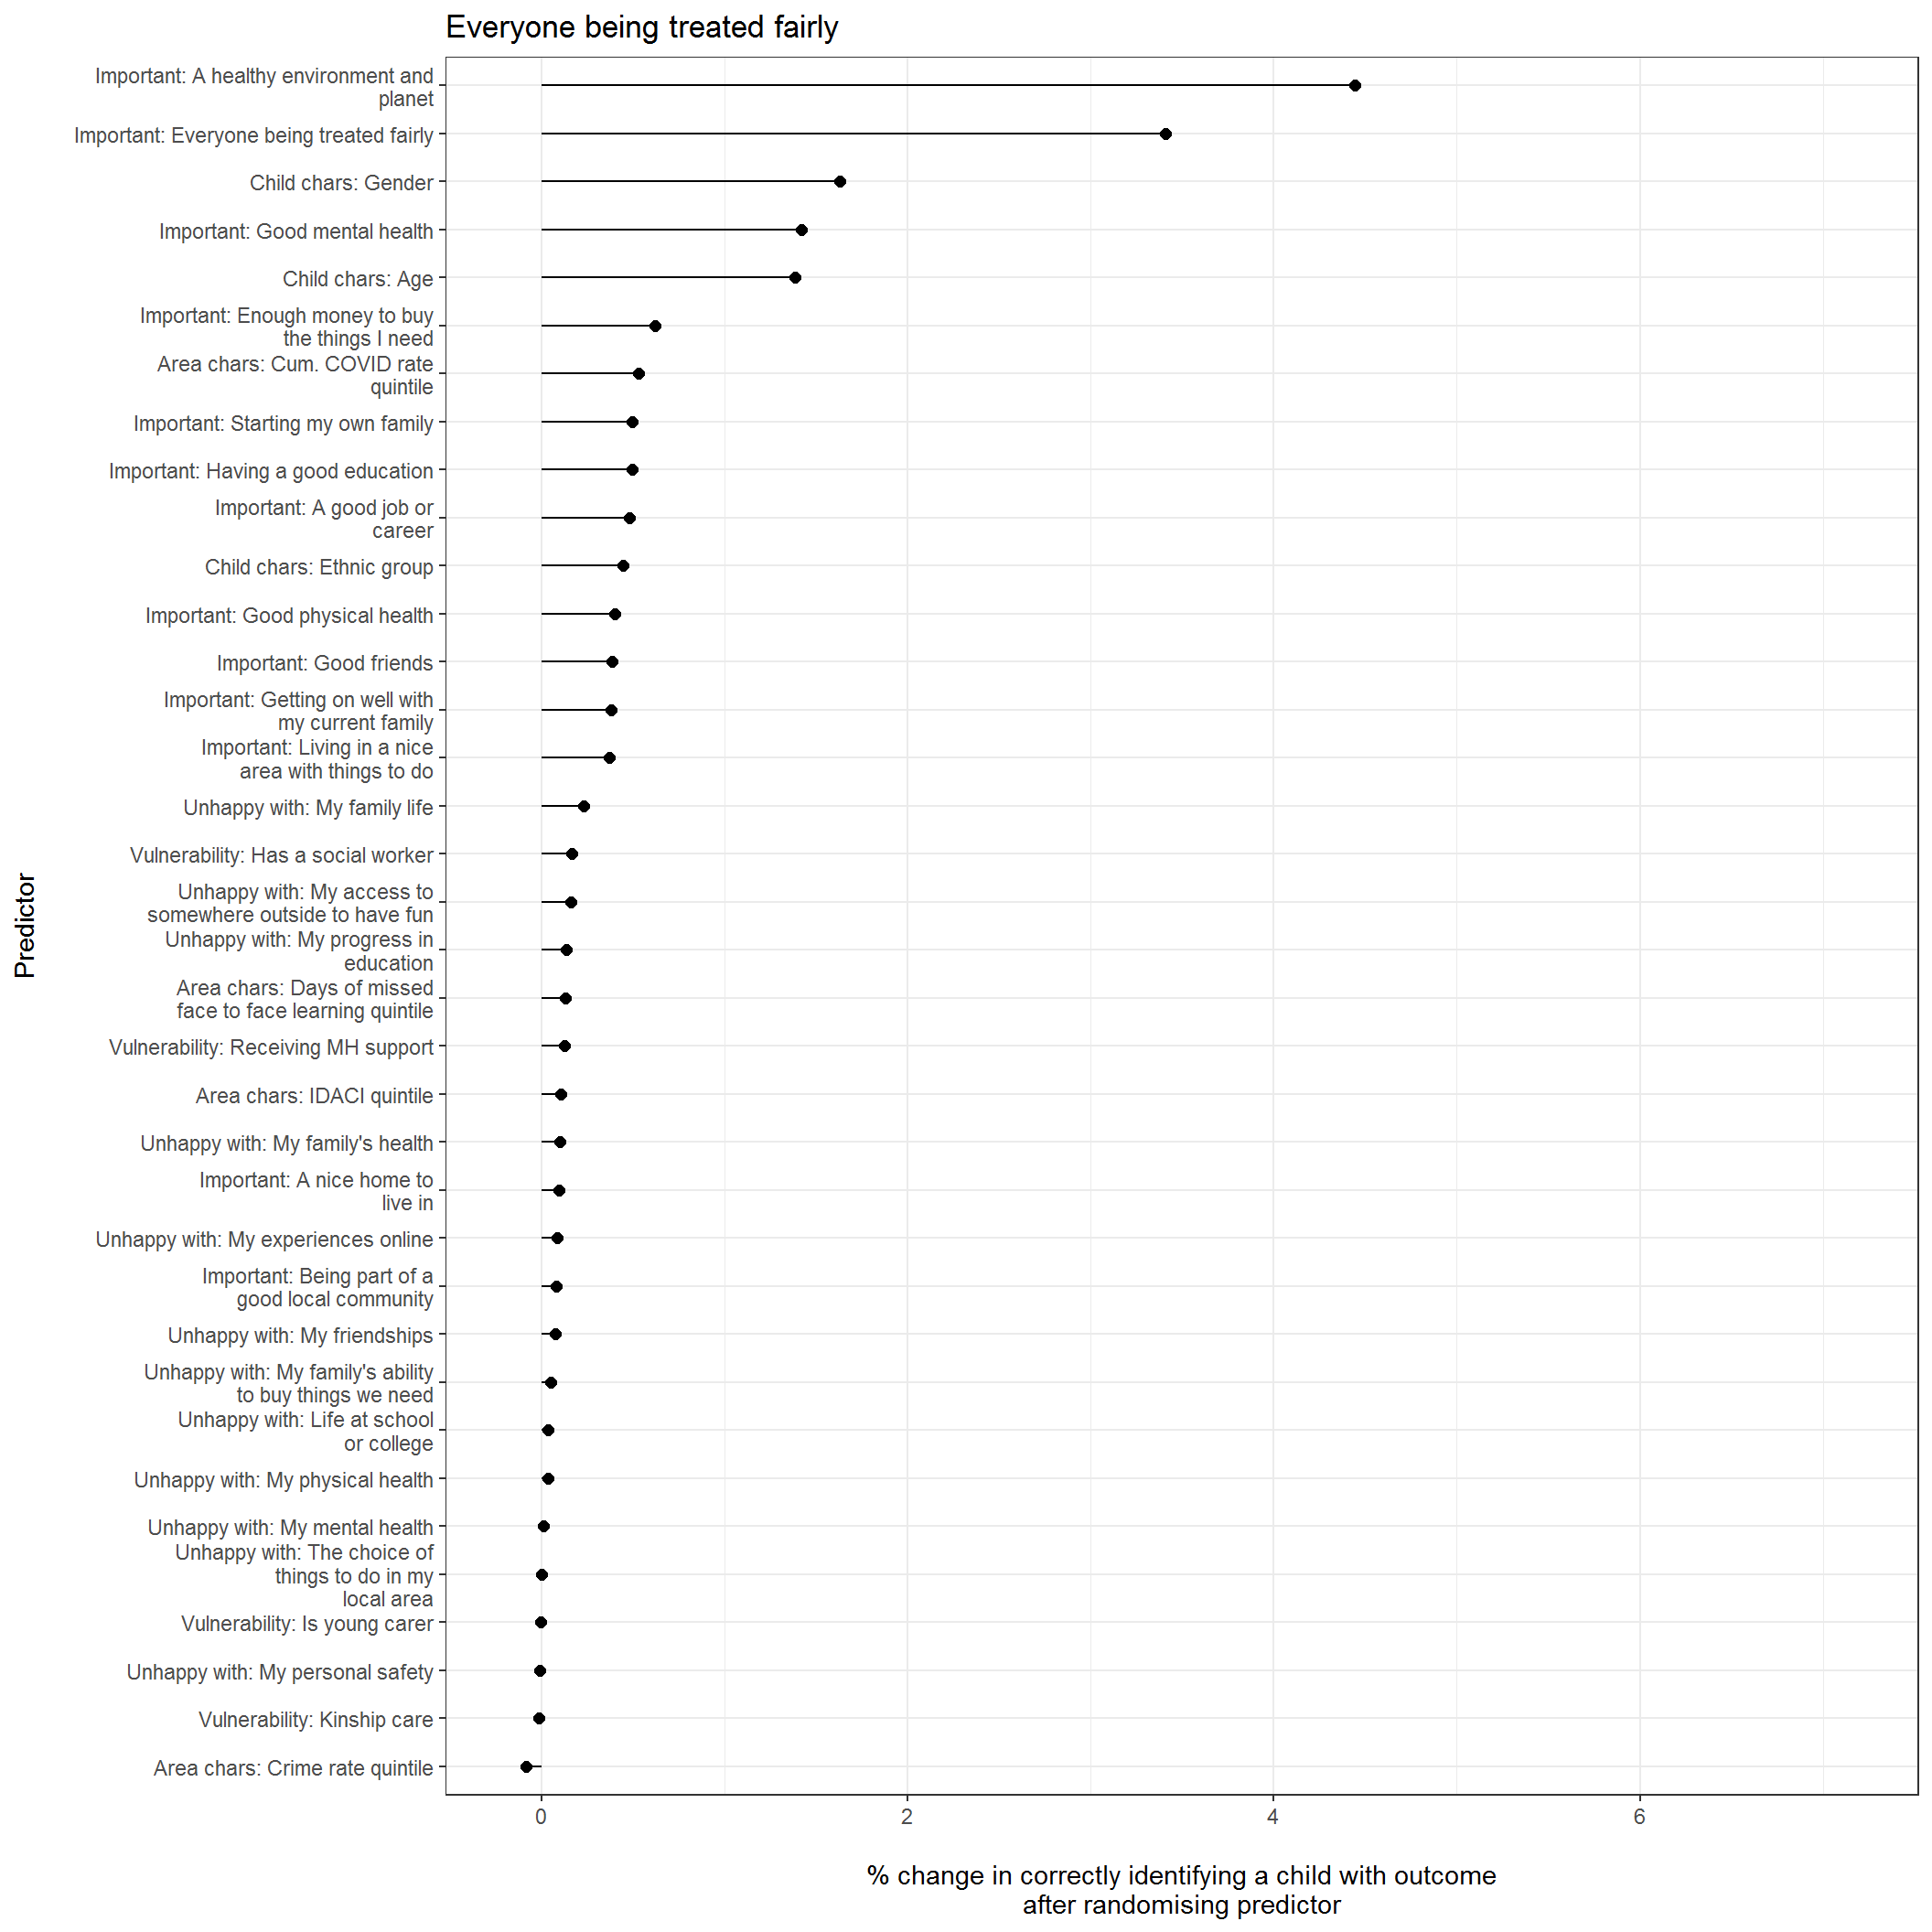 Everyone being treated fairly
Important: A healthy environment and
planet
Important: Everyone being treated fairly
Child chars: Gender
Important: Good mental health
Child chars: Age
Important: Enough money to buy
the things I need
Area chars: Cum. COVID rate
quintile
Important: Starting my own family
Important: Having a good education
Important: A good job or
career
Child chars: Ethnic group
Important: Good physical health
Important: Good friends
Important: Getting on well with
my current family
Important: Living in a nice
area with things to do
Unhappy with: My family life
Vulnerability: Has a social worker
Unhappy with: My access to
somewhere outside to have fun
Unhappy with: My progress in
education
Area chars: Days of missed
face to face learning quintile
Vulnerability: Receiving MH support
Area chars: IDACI quintile
Unhappy with: My family's health
Important: A nice home to
live in
Unhappy with: My experiences online
Important: Being part of a
good local community
Unhappy with: My friendships
Unhappy with: My family's ability
to buy things we need
Unhappy with: Life at school
or college
Unhappy with: My physical health
Unhappy with: My mental health
Unhappy with: The choice of
things to do in my
local area
Vulnerability: Is young carer
Unhappy with: My personal safety
Vulnerability: Kinship care
Area chars: Crime rate quintile
Predictor
0 2 4 6
% change in correctly identifying a child with outcome
after randomising predictor